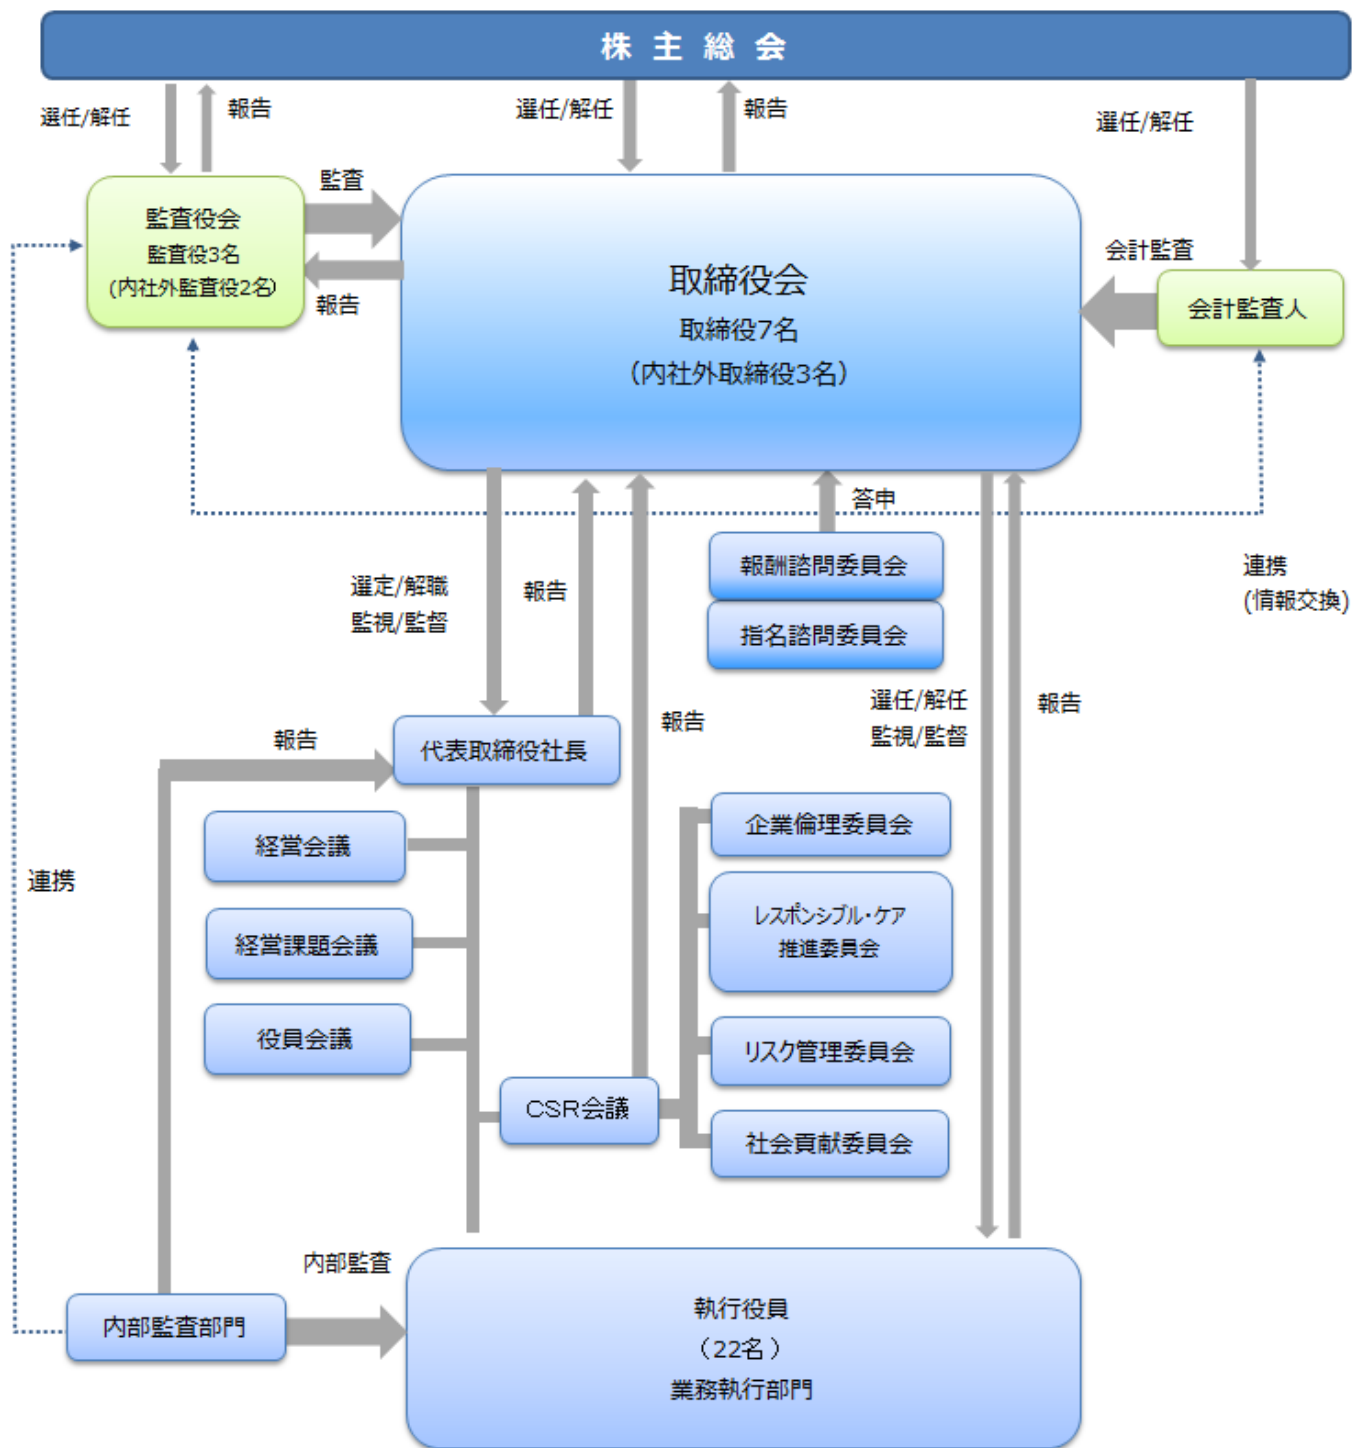 株主総会
選任/解任
報告
選任/解任
報告
選任/解任
監査役会
監査役3名
(内社外監査役2名)
監査
報告
取締役会
取締役7名
（内社外取締役3名）
会計監査
会計監査人
答申
報酬諮問委員会
指名諮問委員会
連携
(情報交換)
選定/解職
監視/監督
報告
報告
選任/解任
監視/監督
報告
報告
代表取締役社長
経営会議
経営課題会議
役員会議
連携
企業倫理委員会
レスポンシブル・ケア
推進委員会
リスク管理委員会
CSR会議
社会貢献委員会
内部監査
内部監査部門
執行役員
（22名）
業務執行部門